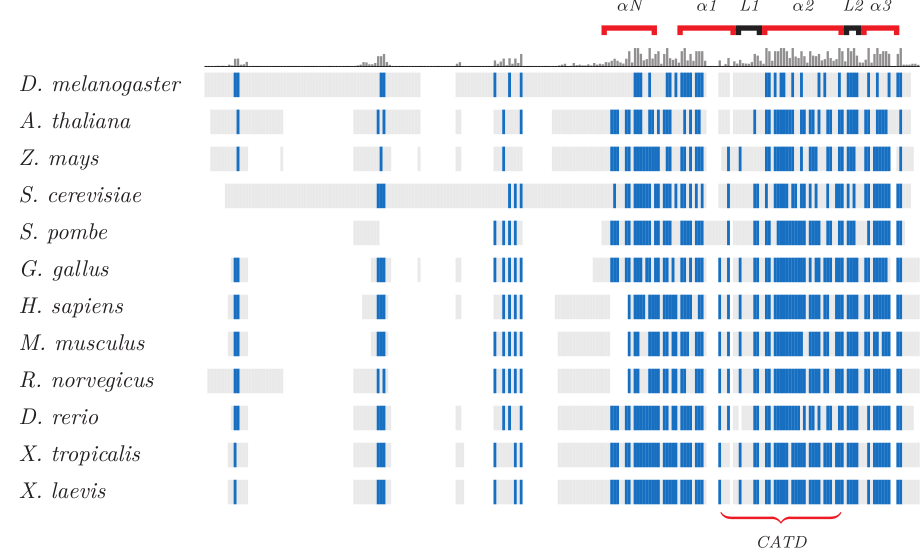 αN α1 L1 α2 L2 α3
D. melanogaster
A. thaliana
Z. mays
S. cerevisiae
S. pombe
G. gallus
H. sapiens
M. musculus
R. norvegicus
D. rerio
X. tropicalis
X. laevis
CATD